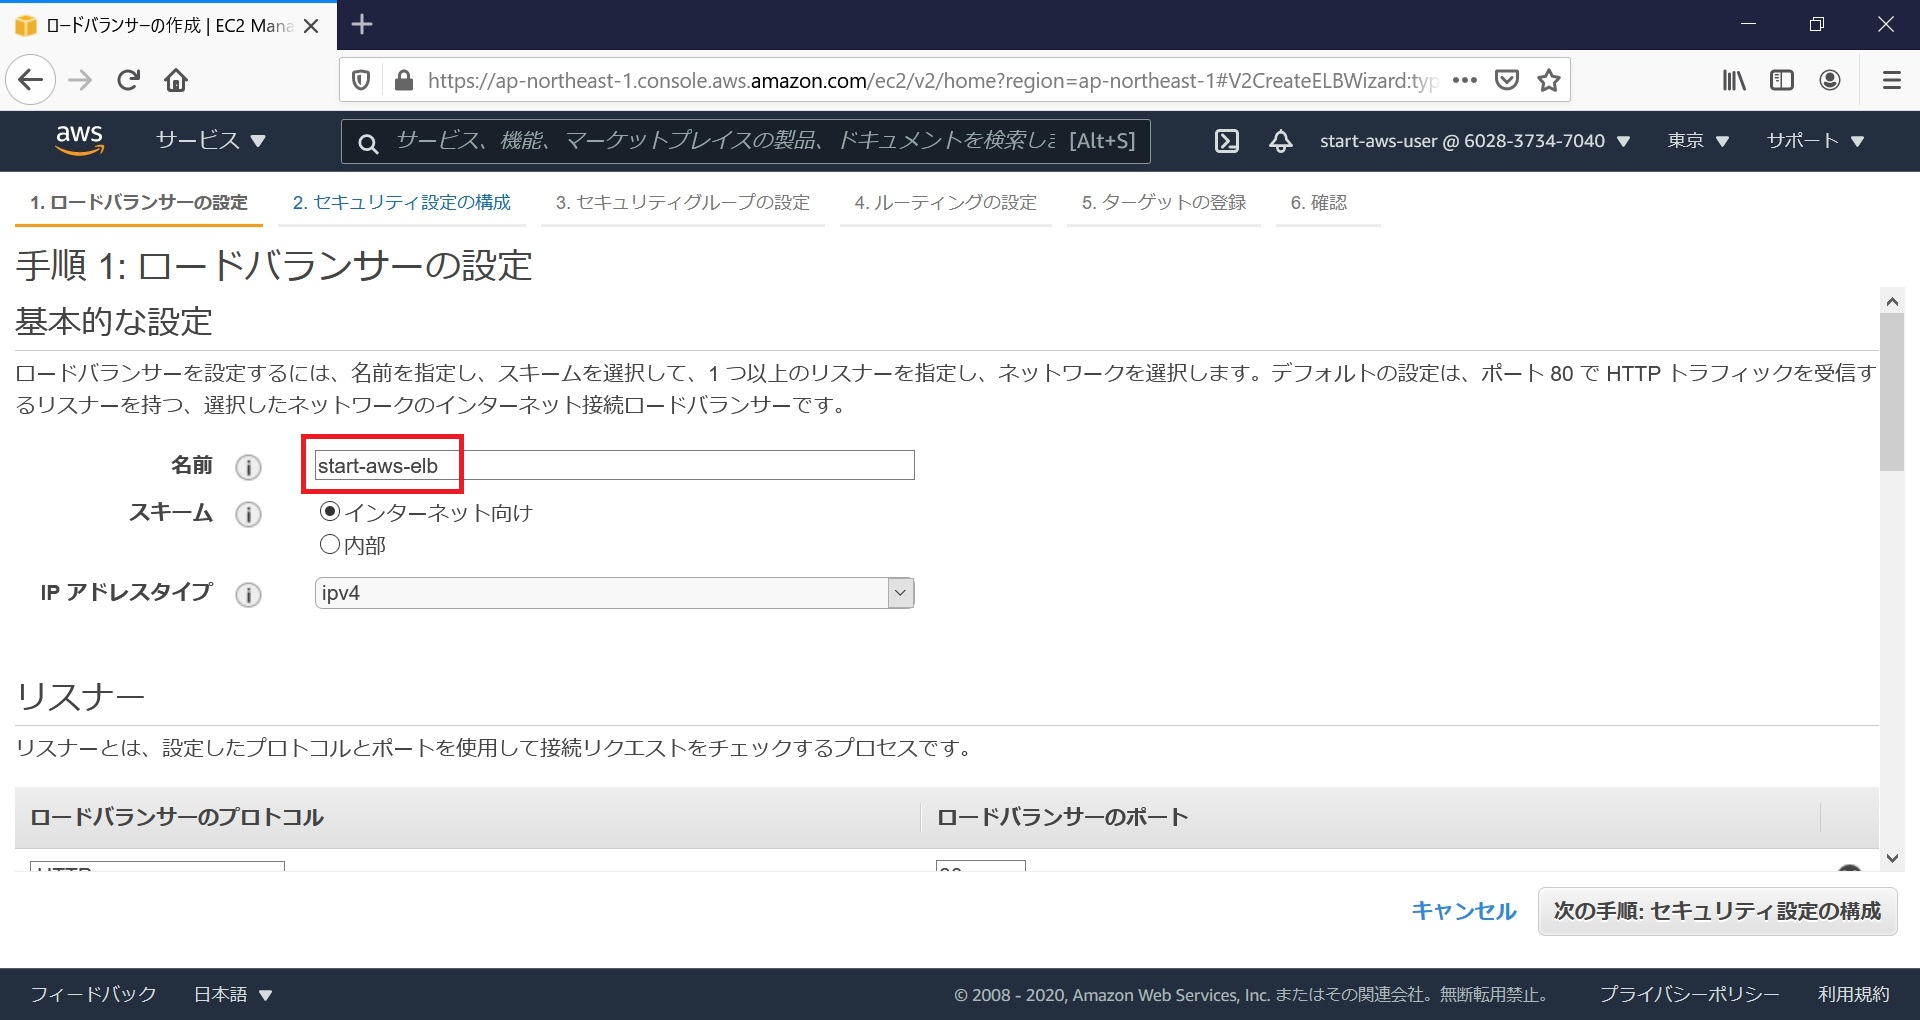 ロードバランサーの作成 | EC2 Mana
https://ap-northeast-1.console.aws.amazon.com/ec2/v2/home?region=ap-northeast-1#V2CreateELBWizard:typ
aws サービス サービス、機能、マーケットプレイスの製品、ドキュメントを検索しま [Alt+S] start-aws-user @ 6028-3734-7040 東京 サポート
1. ロードバランサーの設定 2. セキュリティ設定の構成 3. セキュリティグループの設定 4. ルーティングの設定 5. ターゲットの登録 6. 確認
手順 1: ロードバランサーの設定
基本的な設定
ロードバランサーを設定するには、名前を指定し、スキームを選択して、1 つ以上のリスナーを指定し、ネットワークを選択します。デフォルトの設定は、ポート 80 で HTTP トラフィックを受信す
るリスナーを持つ、選択したネットワークのインターネット接続ロードバランサーです。
名前 start-aws-elb
スキーム インターネット向け
内部
IP アドレスタイプ ipv4
リスナー
リスナーとは、設定したプロトコルとポートを使用して接続リクエストをチェックするプロセスです。
ロードバランサーのプロトコル ロードバランサーのポート
HTTP 80
キャンセル 次の手順: セキュリティ設定の構成
フィードバック 日本語 © 2008 - 2020, Amazon Web Services, Inc. またはその関連会社。無断転用禁止。 プライバシーポリシー 利用規約